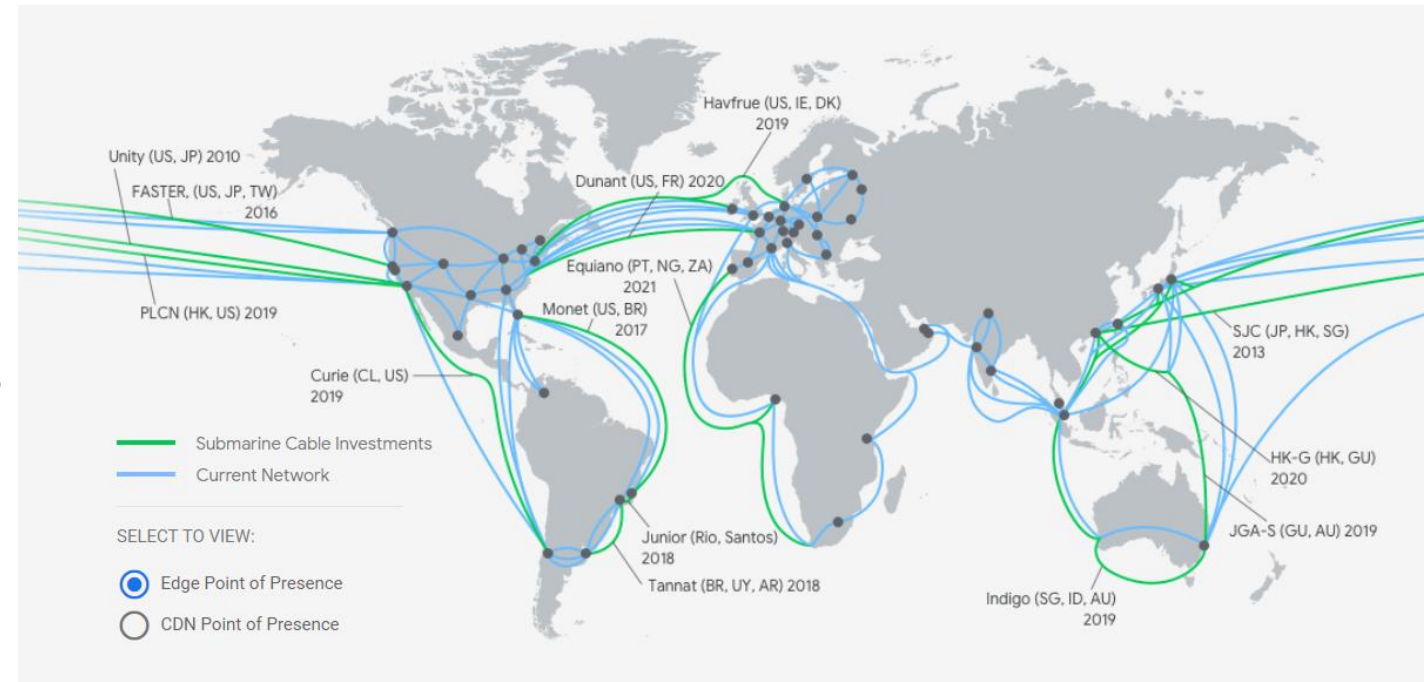 Havfrue (US, IE, DK)
2019
Unity (US, JP) 2010
FASTER, (US, JP, TW)
2016
Dunant (US, FR) 2020
Equiano (PT, NG, ZA)
2021
PLCN (HK, US) 2019
Monet (US, BR)
2017
SJC (JP, HK, SG)
2013
Curie (CL, US)
2019
Submarine Cable Investments
Current Network
HK-G (HK, GU)
2020
SELECT TO VIEW:
Junior (Rio, Santos)
2018
JGA-S (GU, AU) 2019
Edge Point of Presence
Tannat (BR, UY, AR) 2018
Indigo (SG, ID, AU)
2019
CDN Point of Presence